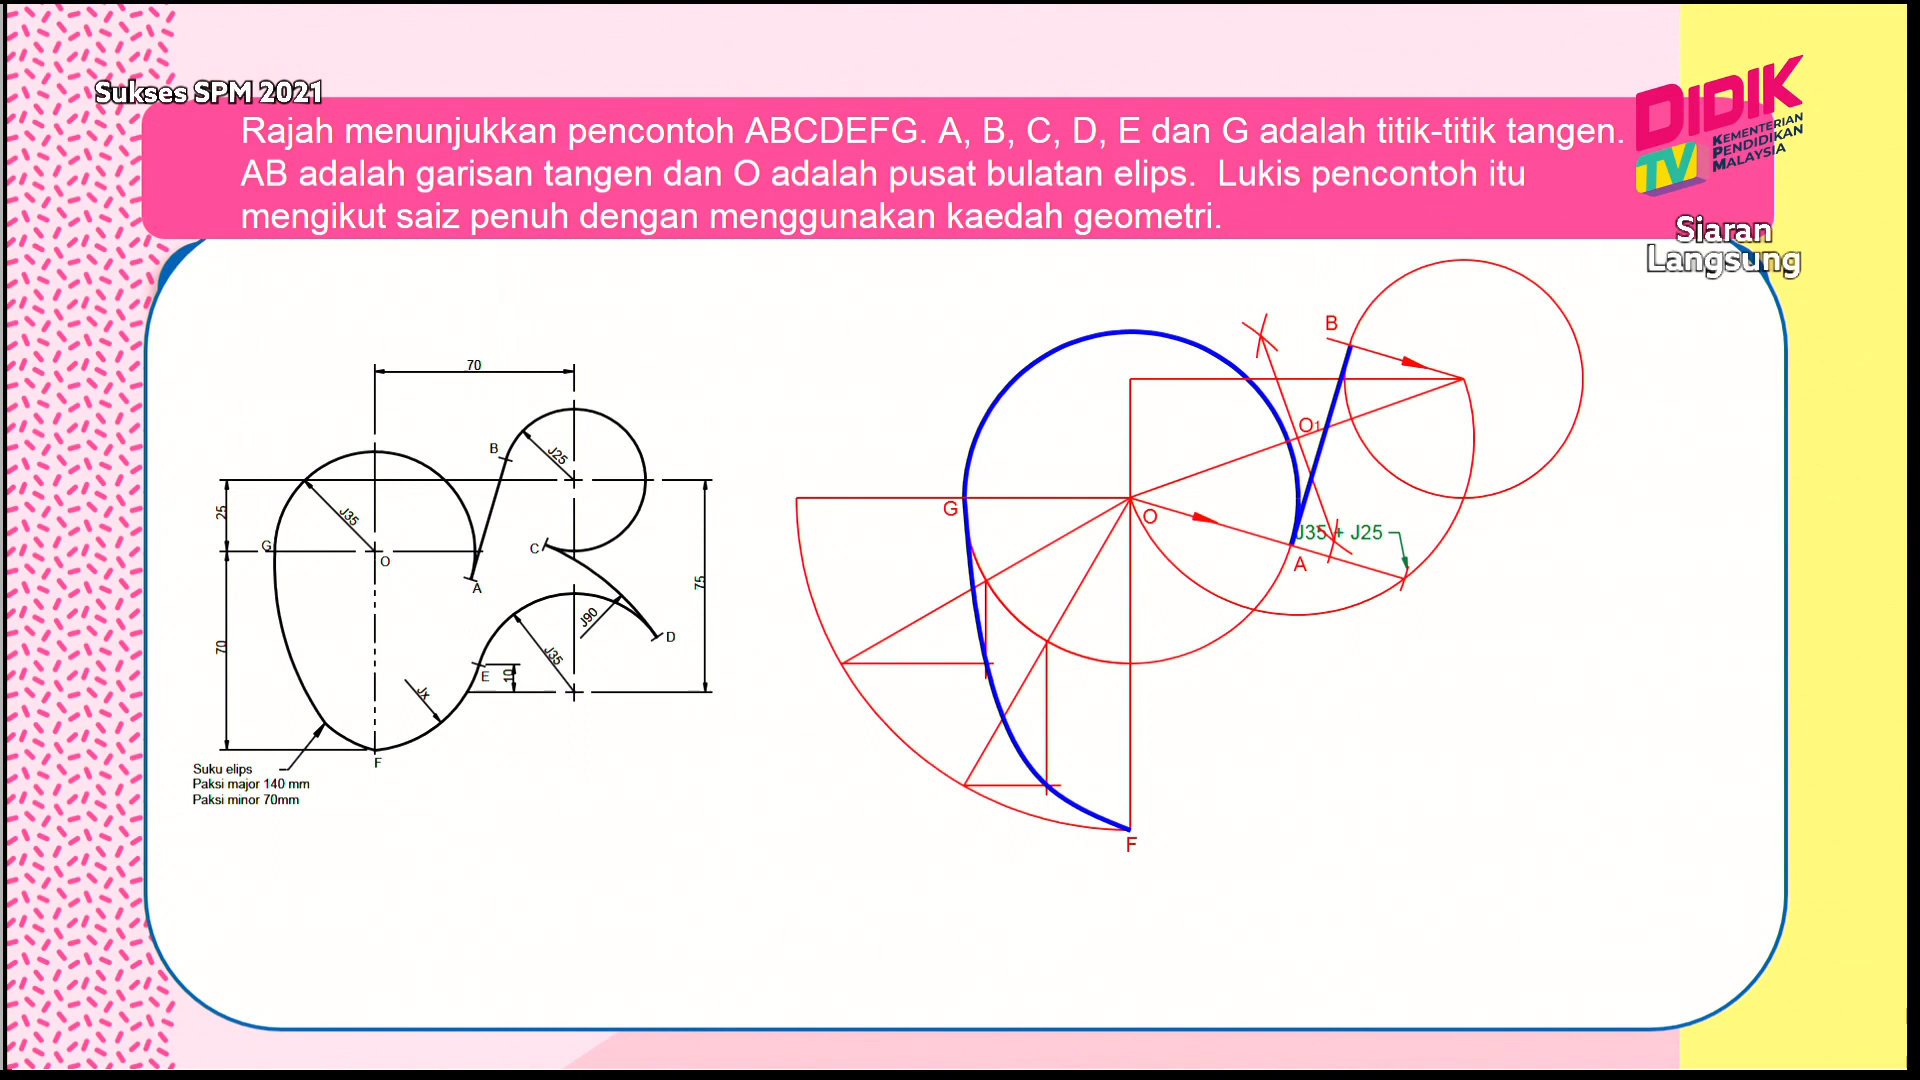 Sukses SPM 2021
Rajah menunjukkan pencontoh ABCDEFG. A, B, C, D, E dan G adalah titik-titik tangen.
AB adalah garisan tangen dan O adalah pusat bulatan elips. Lukis pencontoh itu
mengikut saiz penuh dengan menggunakan kaedah geometri.
DIDIK
TV
KEMENTERIAN
PENDIDIKAN
MALAYSIA
Siaran
Langsung
70
B
J25
25
J35
G
O
C
A
75
J90
D
70
J35
E
10
Jx
F
Suku elips
Paksi major 140 mm
Paksi minor 70mm
B
O1
G
O
J35 + J25
A
F